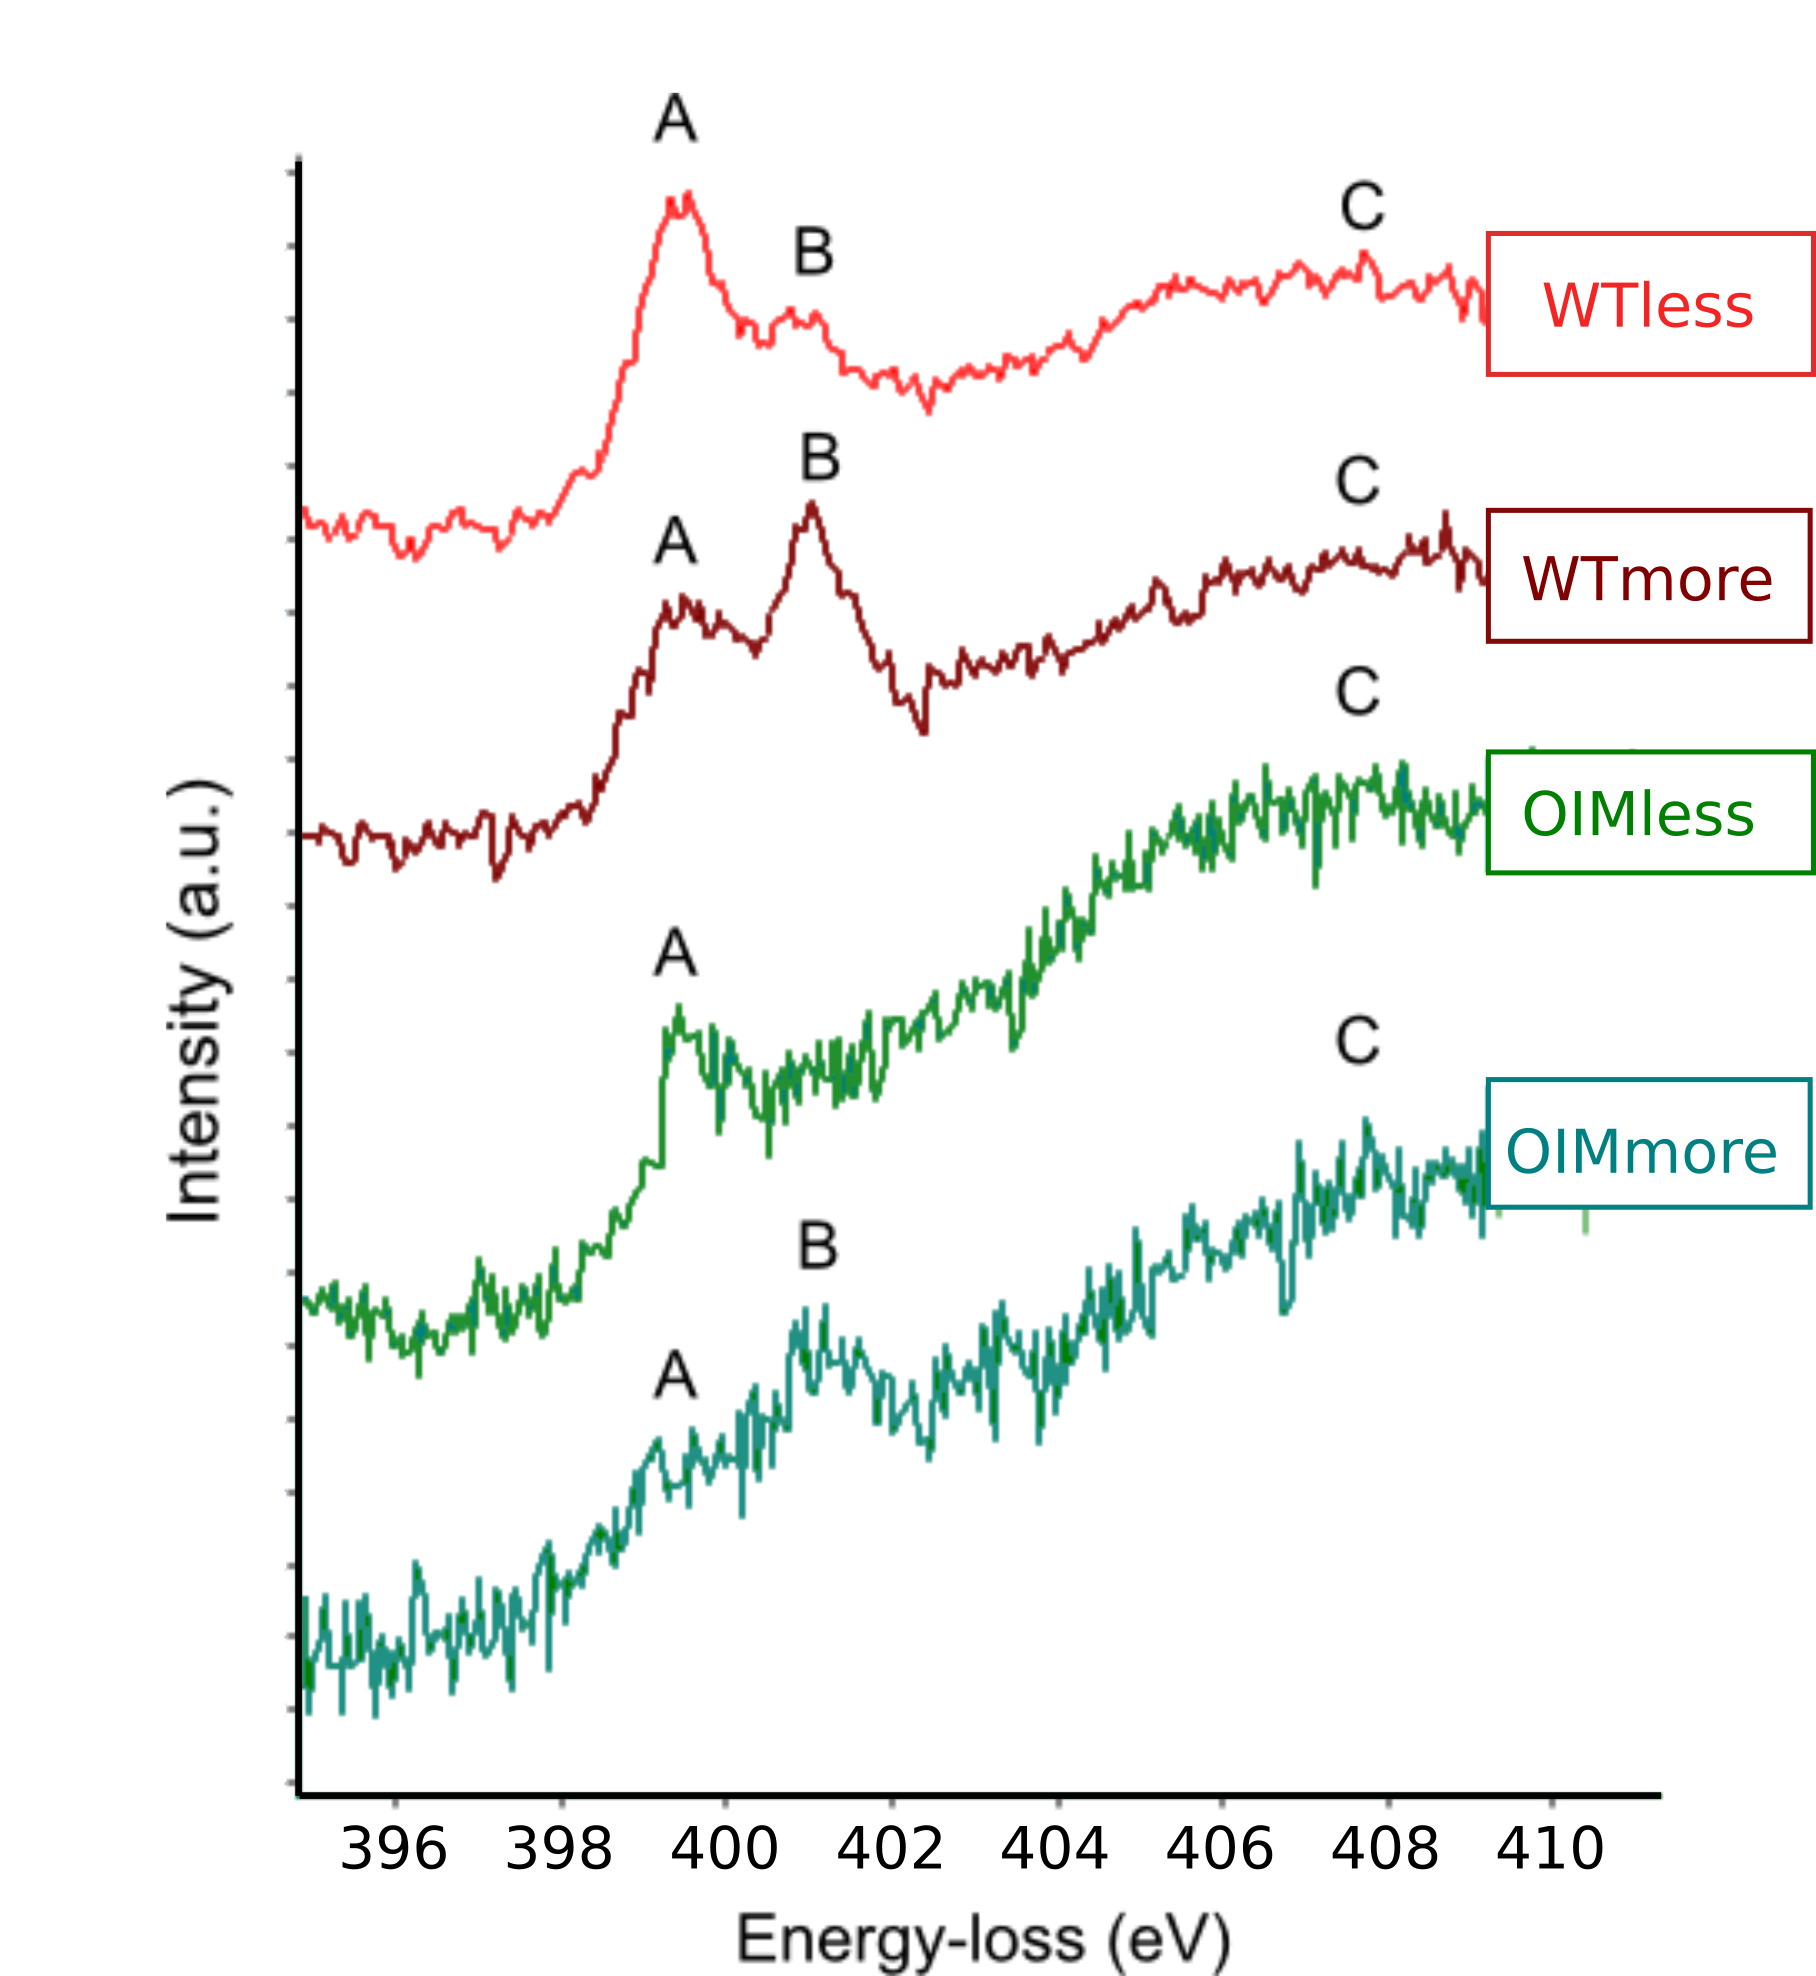 A
B
C
WTless
B
A
C
WTmore
C
OIMless
A
C
OIMmore
B
A
Intensity (a.u.)
396 398 400 402 404 406 408 410
Energy-loss (eV)